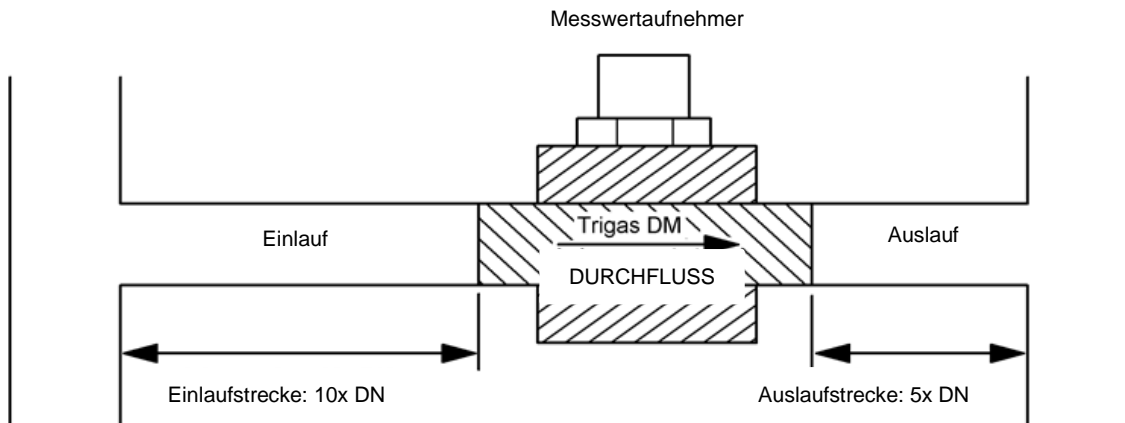 Messwertaufnehmer
Einlauf
Trigas DM
DURCHFLUSS
Auslauf
Einlaufstrecke: 10x DN
Auslaufstrecke: 5x DN